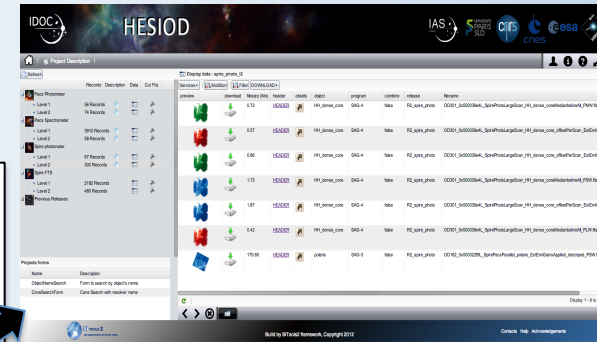 IDOC
HESIOD
IAS
UNIVERSITÉ PARIS SUD
cnrs
cnes
esa
Project Description
Refresh
Display data : spire_photo_l2
Services
MultiSort
Filter
DOWNLOAD
Records Description Data Cut Fits
preview download filesize (Mo) header obsids object program combine release filename
Pacs Photometer
Level 1 56 Records
Level 2 74 Records
Pacs Spectrometer
Level 1 3910 Records
Level 2 58 Records
Spire photometer
Level 1 67 Records
Level 2 300 Records
Spire FTS
Level 1 2182 Records
Level 2 480 Records
Previous Releases
0.72 HEADER HH_dense_core SAG-4 false R2_spire_photo
0.57 HEADER HH_dense_core SAG-4 false R2_spire_photo
0.86 HEADER HH_dense_core SAG-4 false R2_spire_photo
1.73 HEADER HH_dense_core SAG-4 false R2_spire_photo
1.87 HEADER HH_dense_core SAG-4 false R2_spire_photo
0.42 HEADER HH_dense_core SAG-4 false R2_spire_photo
175.65 HEADER polaris SAG-3 false R2_spire_photo
Projects forms
Name Description
ObjectNameSearch Form to search by object's name
ConeSearchForm Cone Search with resolver name
Build by SITools2 framework, Copyright 2012
Contacts Help Acknowledgements